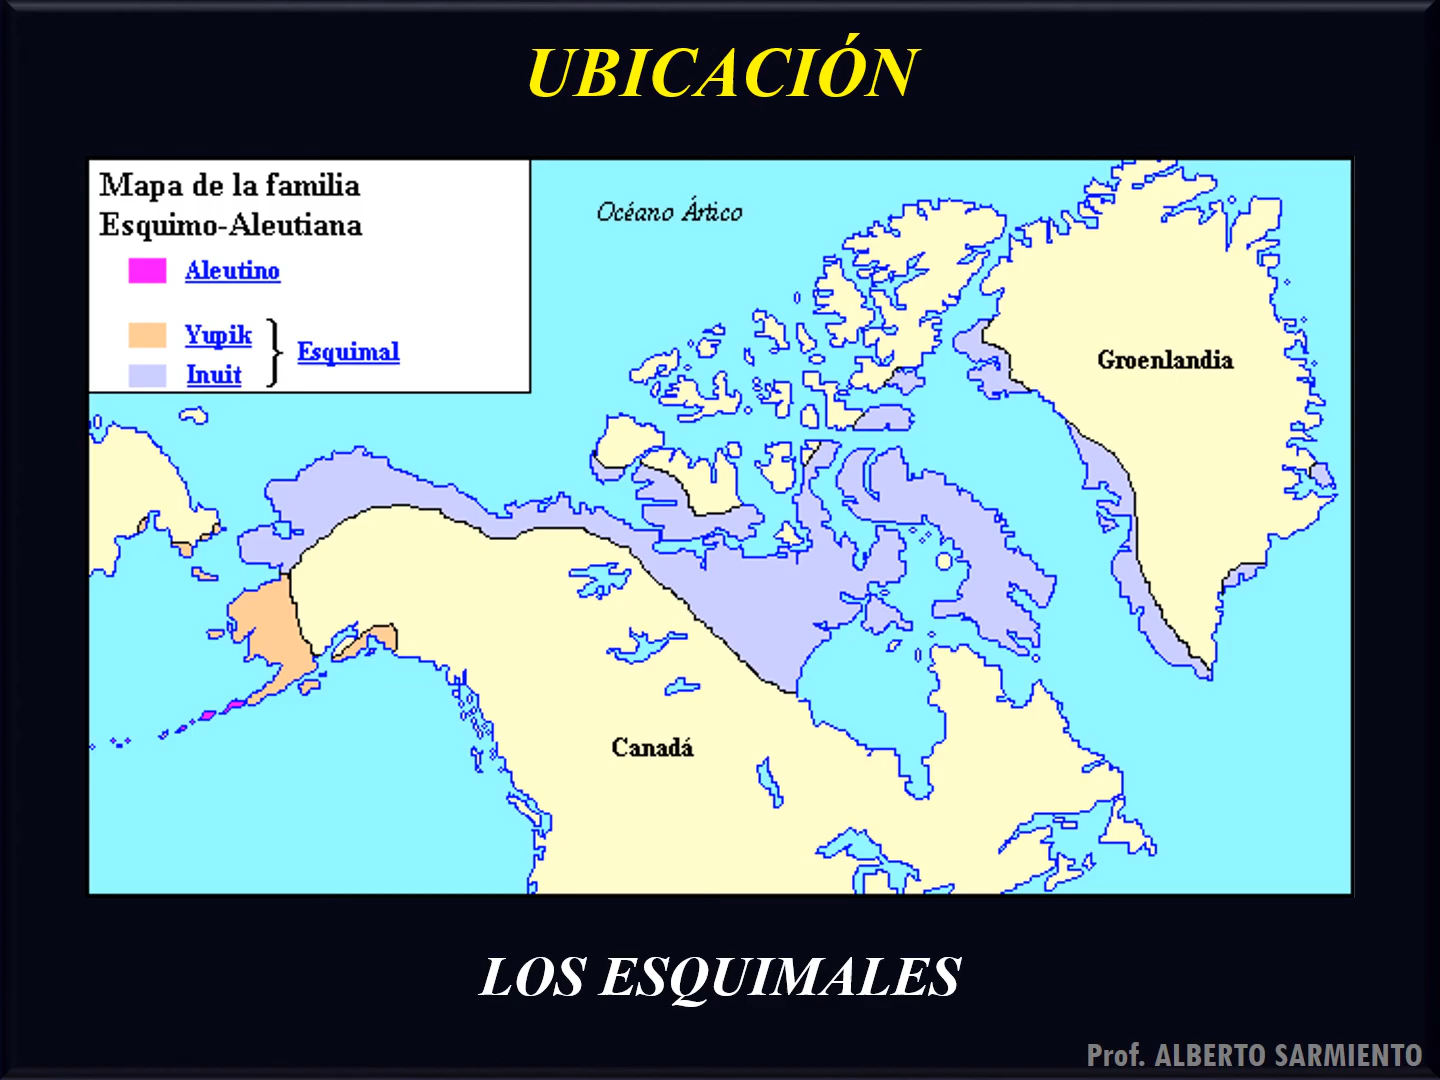 UBICACIÓN
Mapa de la familia
Esquimo-Aleutiana
Aleutino
Yupik
Esquimal
Inuit
Océano Ártico
Groenlandia
Canadá
LOS ESQUIMALES
Prof. ALBERTO SARMIENTO